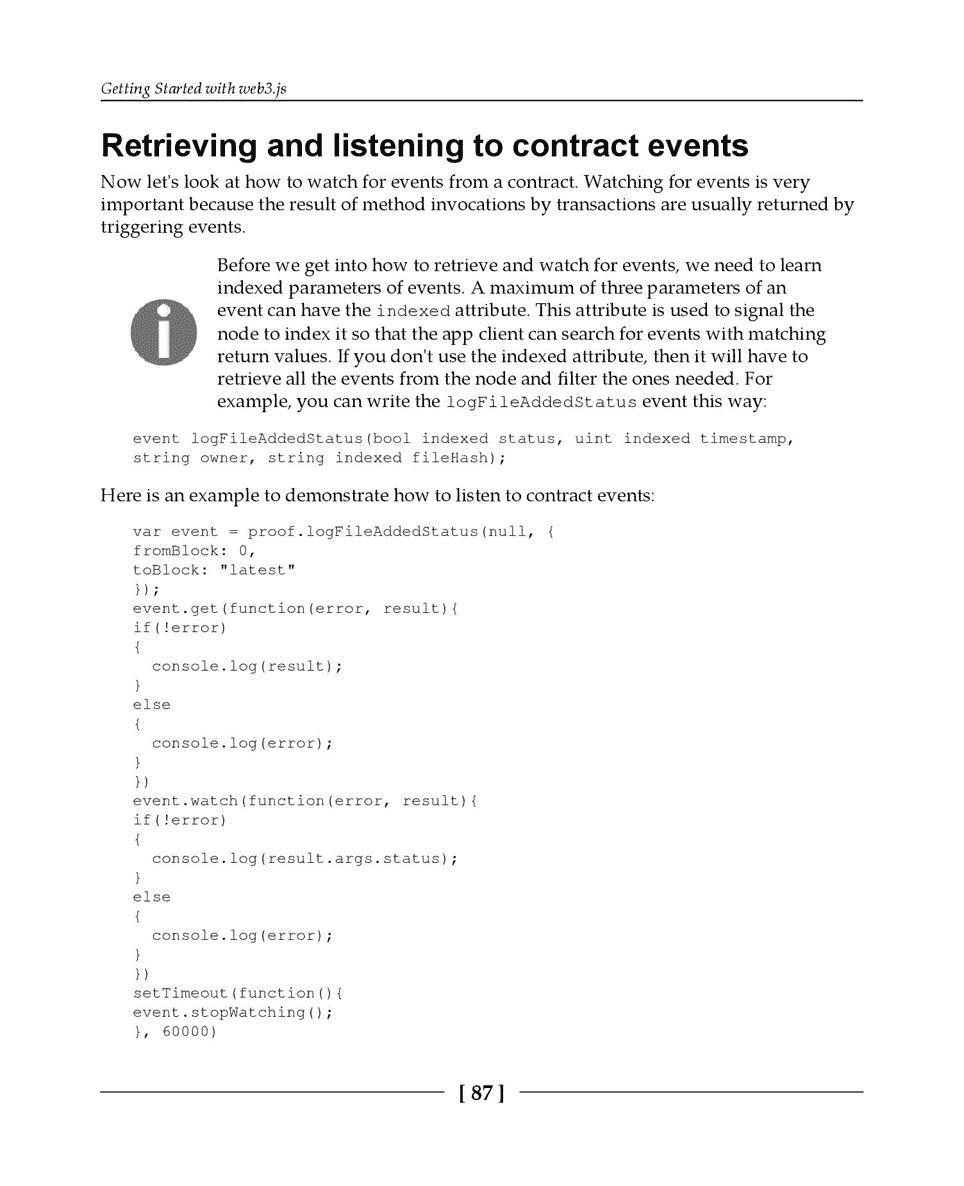 Getting Started with web3.js
Retrieving and listening to contract events
Now let's look at how to watch for events from a contract. Watching for events is very
important because the result of method invocations by transactions are usually returned by
triggering events.
Before we get into how to retrieve and watch for events, we need to learn
indexed parameters of events. A maximum of three parameters of an
event can have the indexed attribute. This attribute is used to signal the
node to index it so that the app client can search for events with matching
return values. If you don't use the indexed attribute, then it will have to
retrieve all the events from the node and filter the ones needed. For
example, you can write the logFileAddedStatus event this way:
event logFileAddedStatus(bool indexed status, uint indexed timestamp,
string owner, string indexed fileHash);
Here is an example to demonstrate how to listen to contract events:
var event = proof.logFileAddedStatus(null, {
fromBlock: 0,
toBlock: "latest"
});
event.get(function(error, result){
if(!error)
{
  console.log(result);
}
else
{
  console.log(error);
}
})
event.watch(function(error, result){
if(!error)
{
  console.log(result.args.status);
}
else
{
  console.log(error);
}
})
setTimeout(function(){
event.stopWatching();
}, 60000)
[ 87 ]